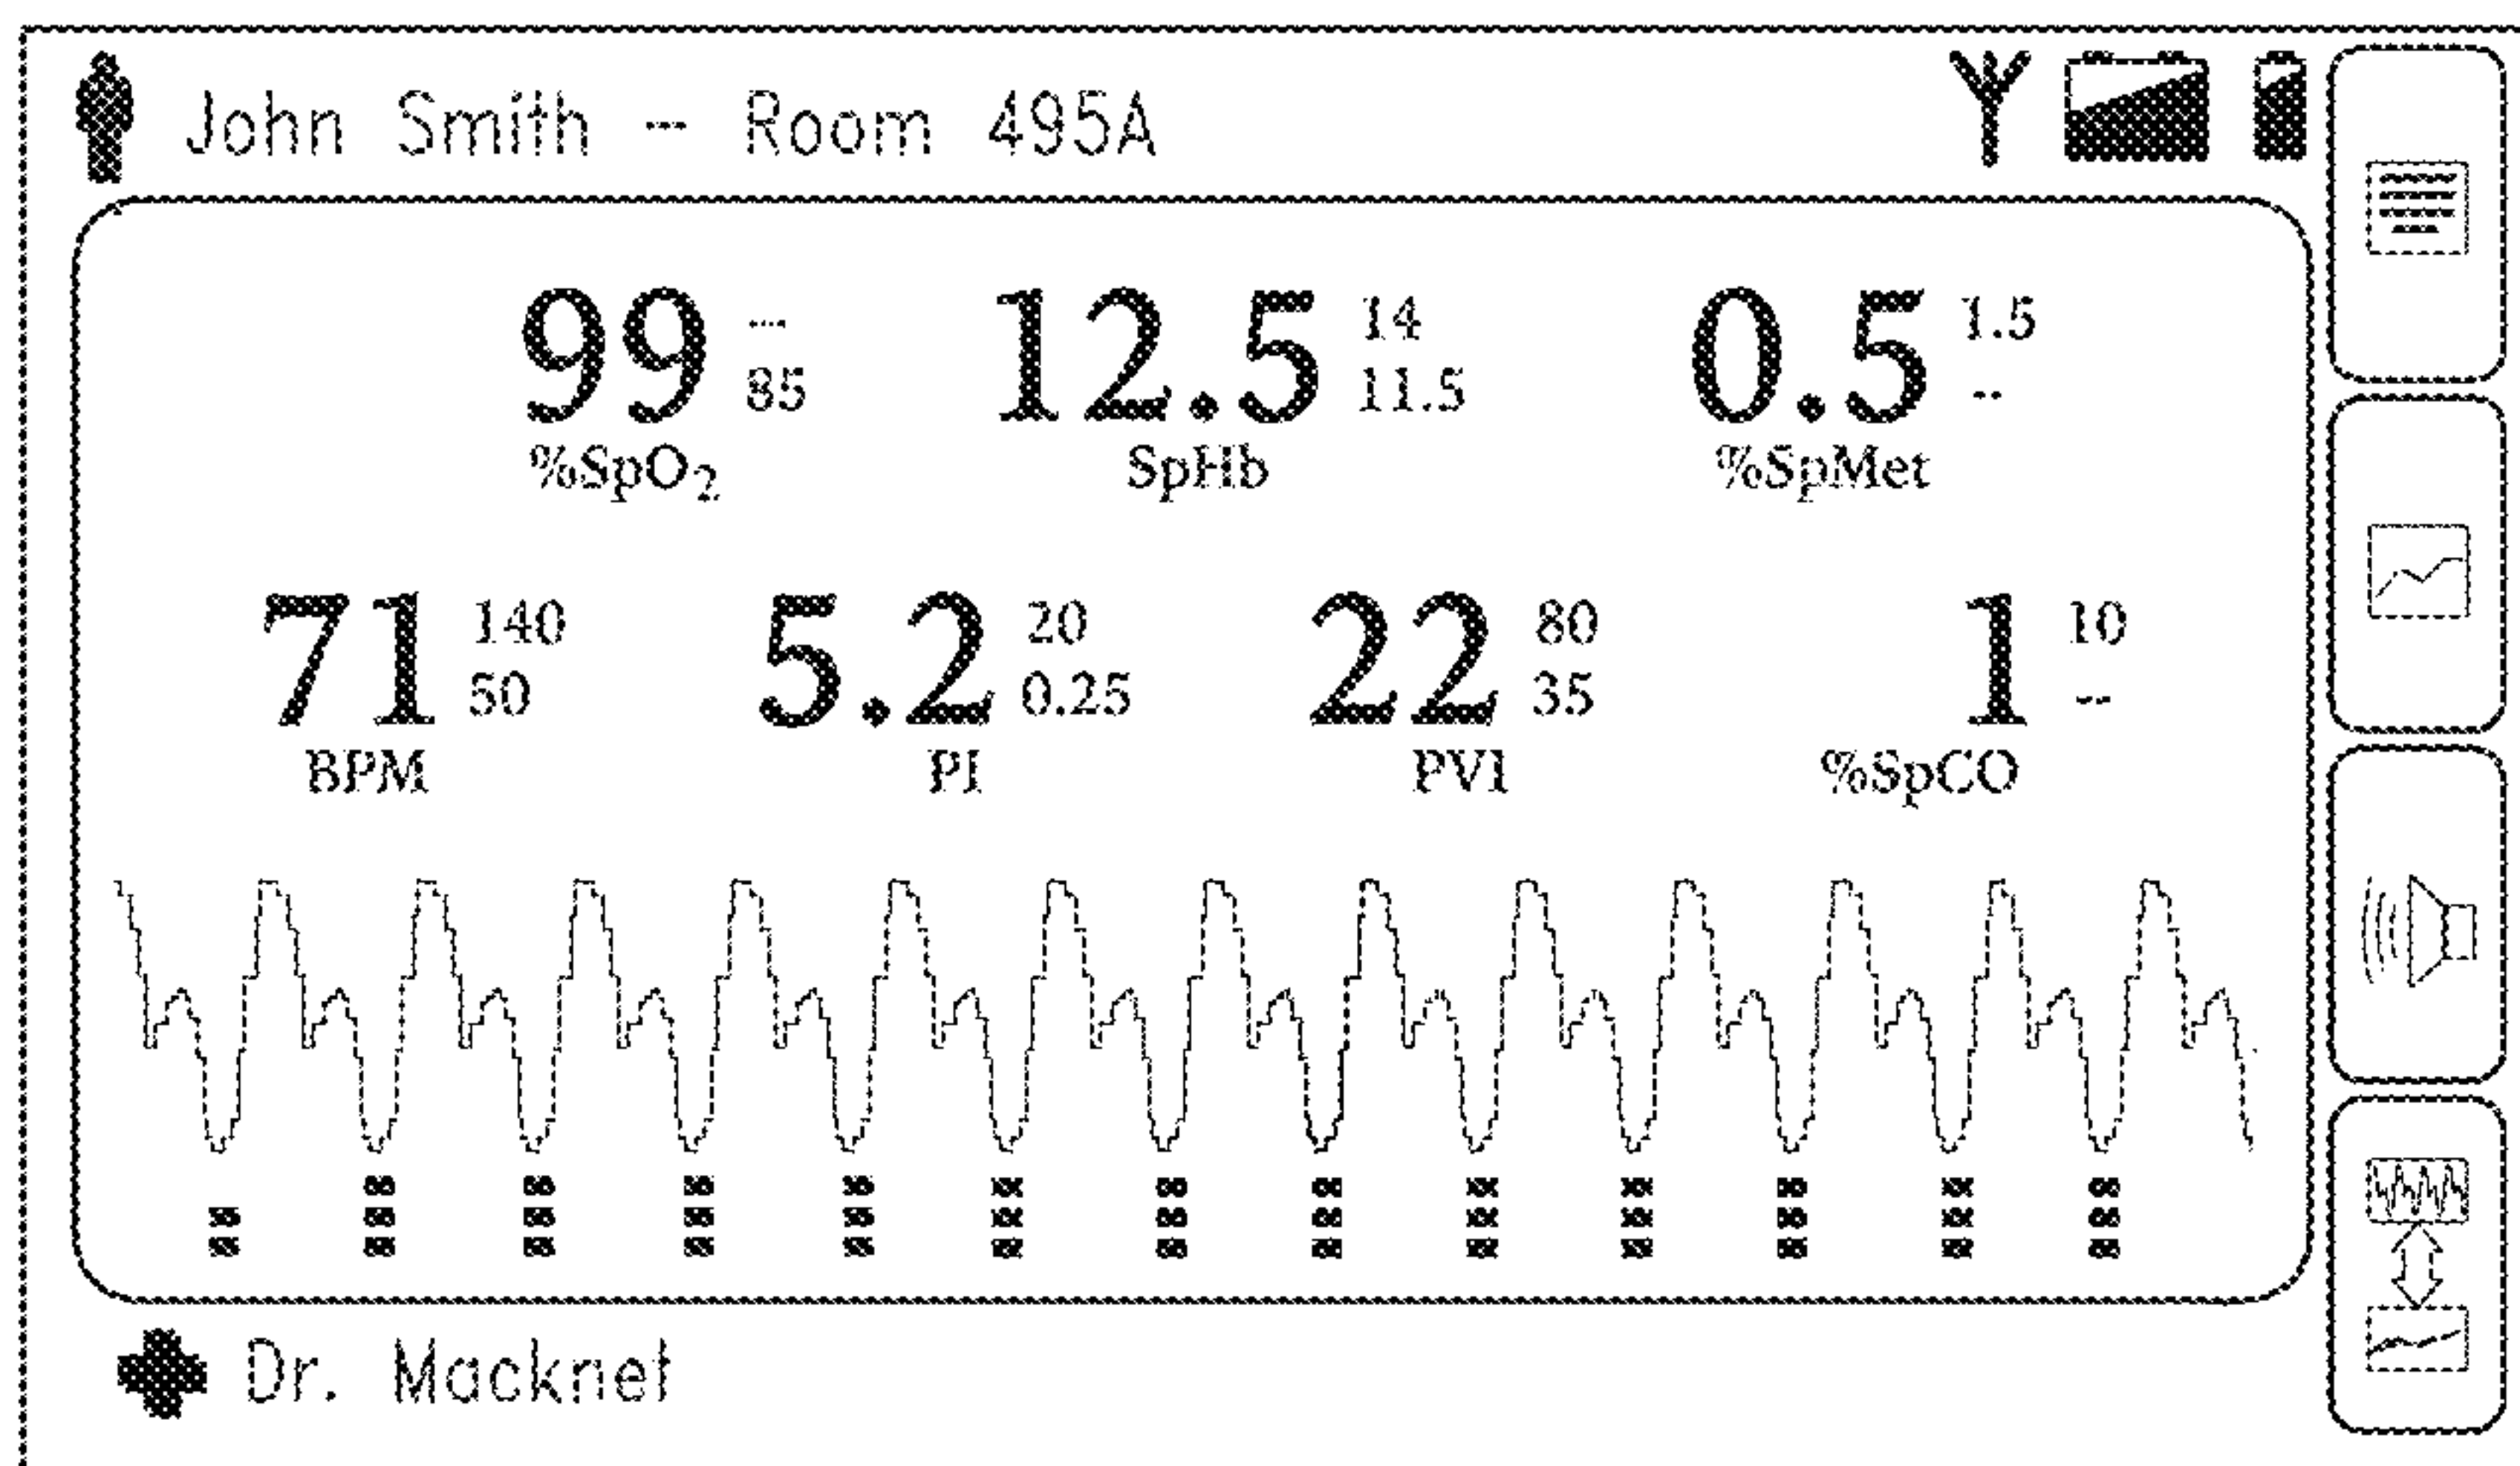 John Smith - Room 495A
99 --- 85 12.5 14 11.5 0.5 1.5 --
%SpO₂ SpHb %SpMet
71 140 50 5.2 20 0.25 22 80 35 1 10 --
BPM PI PVI %SpCO
Dr. Macknet